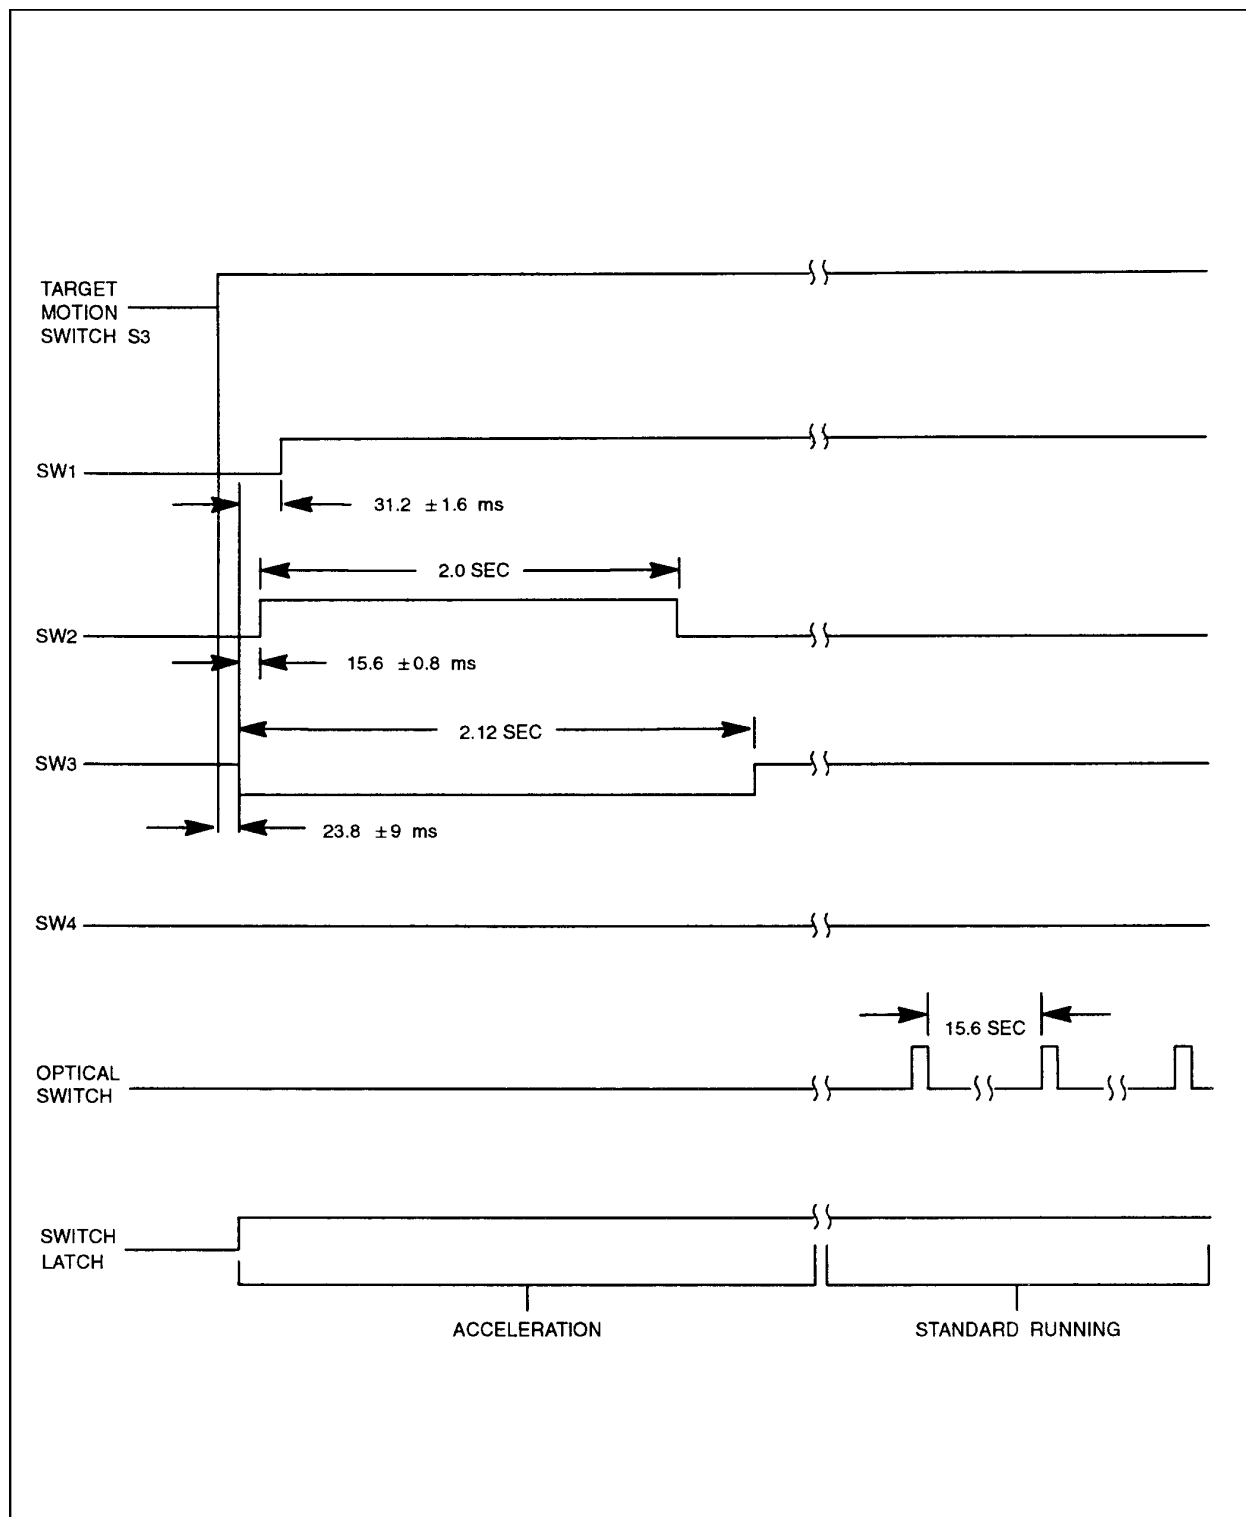 TARGET
MOTION
SWITCH S3
SW1
31.2 ±1.6 ms
2.0 SEC
SW2
15.6 ±0.8 ms
2.12 SEC
SW3
23.8 ±9 ms
SW4
15.6 SEC
OPTICAL
SWITCH
SWITCH
LATCH
ACCELERATION
STANDARD RUNNING